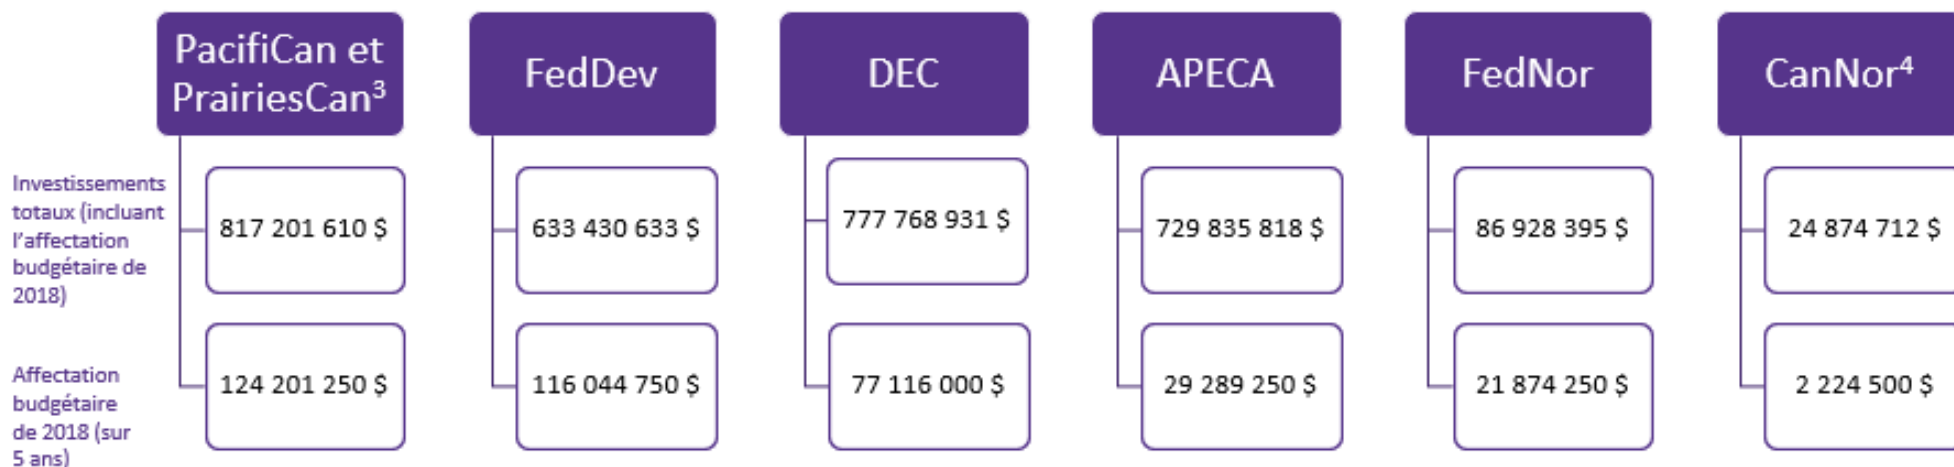 PacifiCan et
PrairiesCan³
FedDev
DEC
APECA
FedNor
CanNor⁴
Investissements
totaux (incluant
l'affectation
budgétaire de
2018)
817 201 610 $
633 430 633 $
777 768 931 $
729 835 818 $
86 928 395 $
24 874 712 $
Affectation
budgétaire
de 2018 (sur
5 ans)
124 201 250 $
116 044 750 $
77 116 000 $
29 289 250 $
21 874 250 $
2 224 500 $